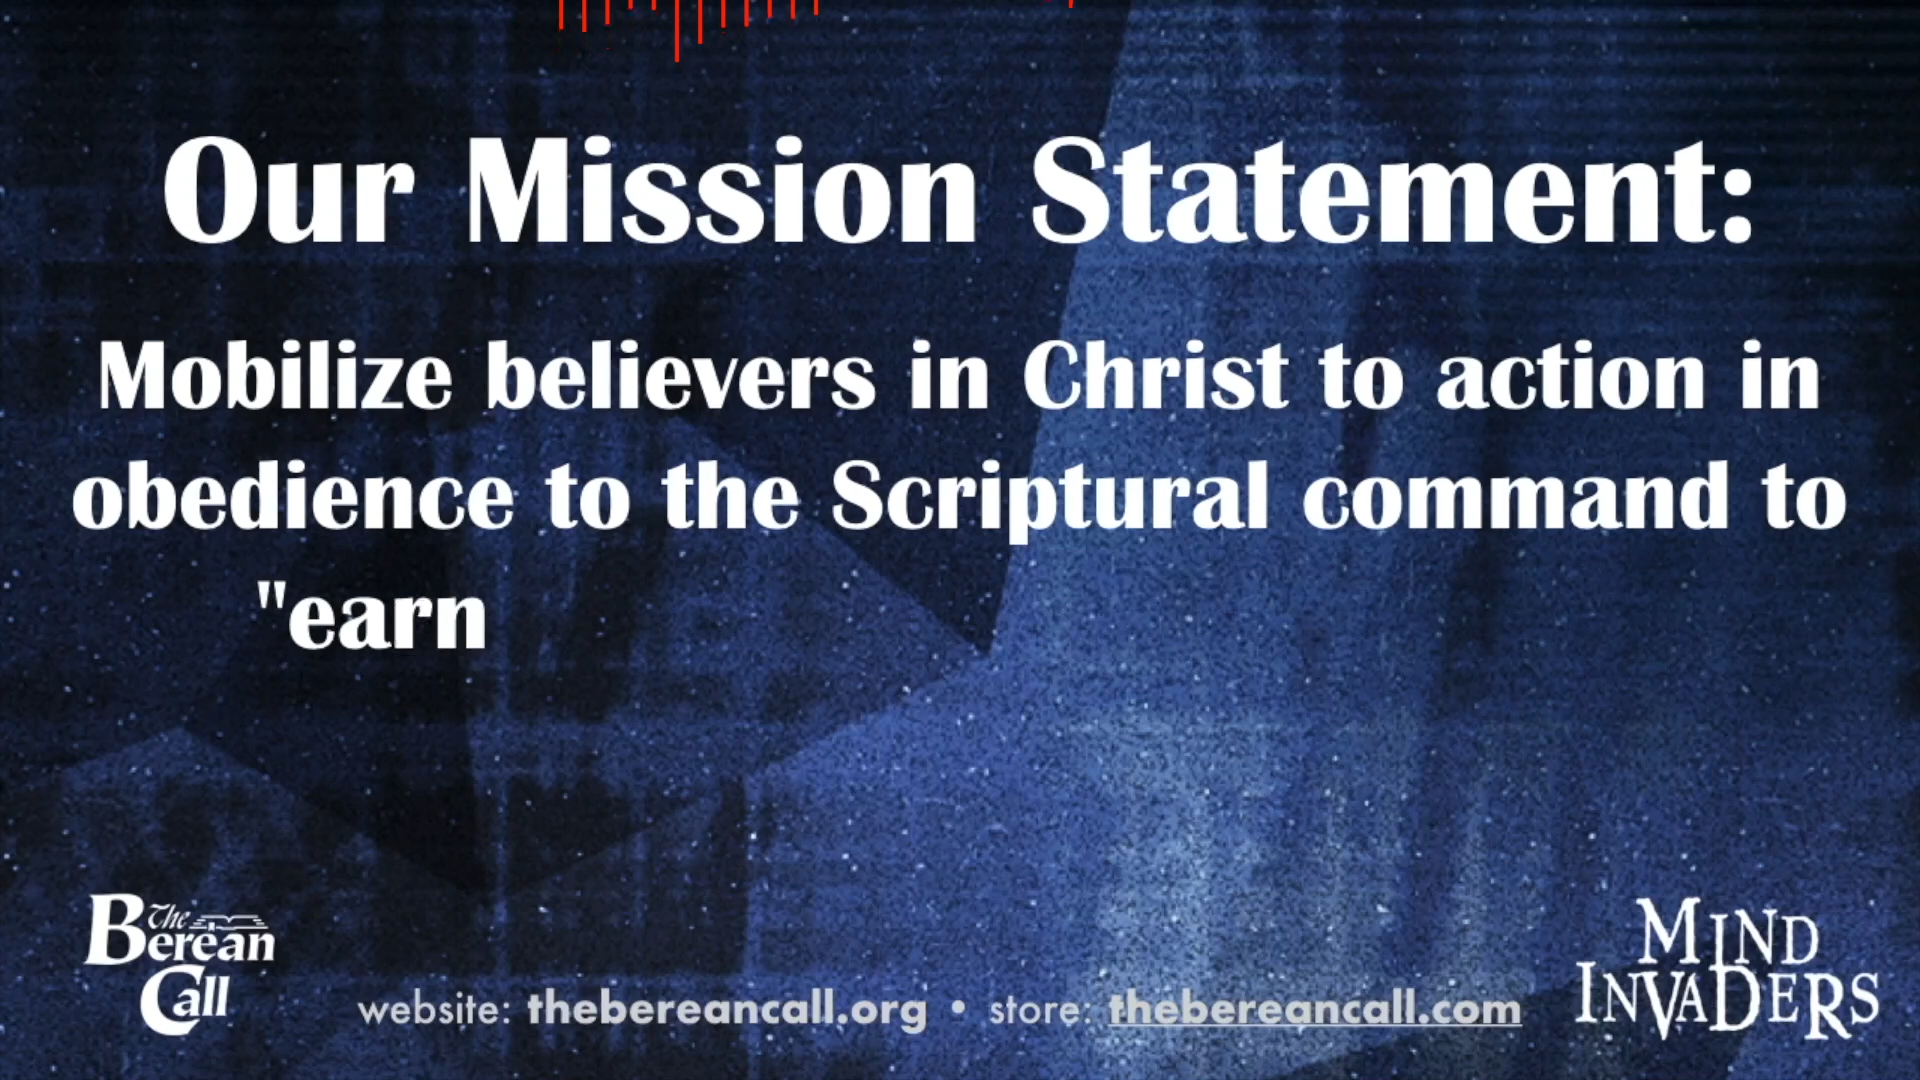 Our Mission Statement:
Mobilize believers in Christ to action in
obedience to the Scriptural command to
"earn
The
Berean
Call
website: thebereancall.org • store: thebereancall.com
MIND
INVADERS